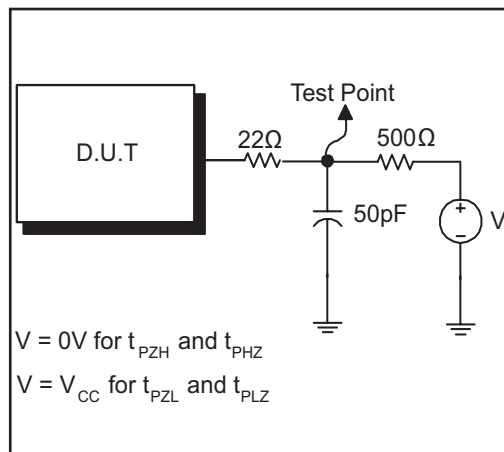 Test Point
D.U.T
22Ω
500Ω
50pF
+
−
V
V = 0V for tPZH and tPHZ
V = VCC for tPZL and tPLZ